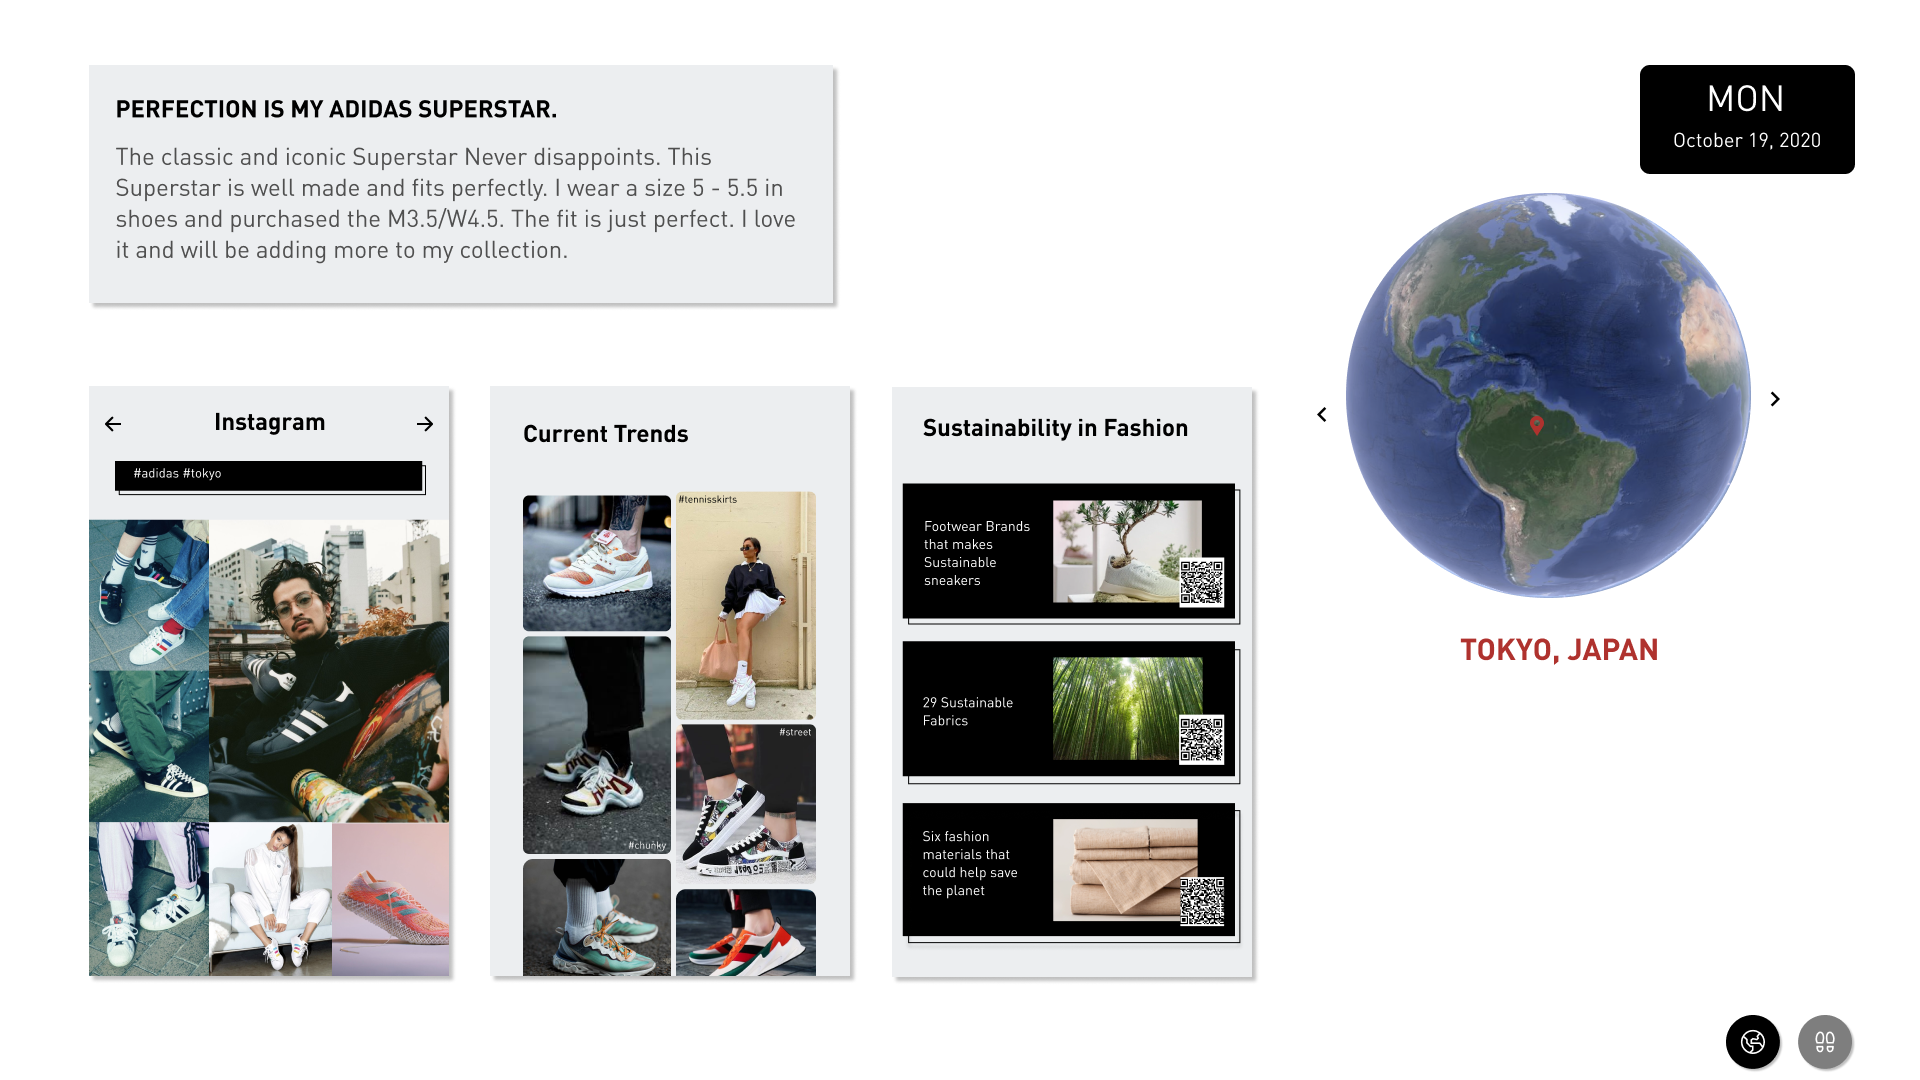 PERFECTION IS MY ADIDAS SUPERSTAR.
The classic and iconic Superstar Never disappoints. This
Superstar is well made and fits perfectly. I wear a size 5 - 5.5 in
shoes and purchased the M3.5/W4.5. The fit is just perfect. I love
it and will be adding more to my collection.
MON
October 19, 2020
Instagram
#adidas #tokyo
Current Trends
#tennisskirts
#street
#chunky
Sustainability in Fashion
Footwear Brands
that makes
Sustainable
sneakers
29 Sustainable
Fabrics
Six fashion
materials that
could help save
the planet
TOKYO, JAPAN